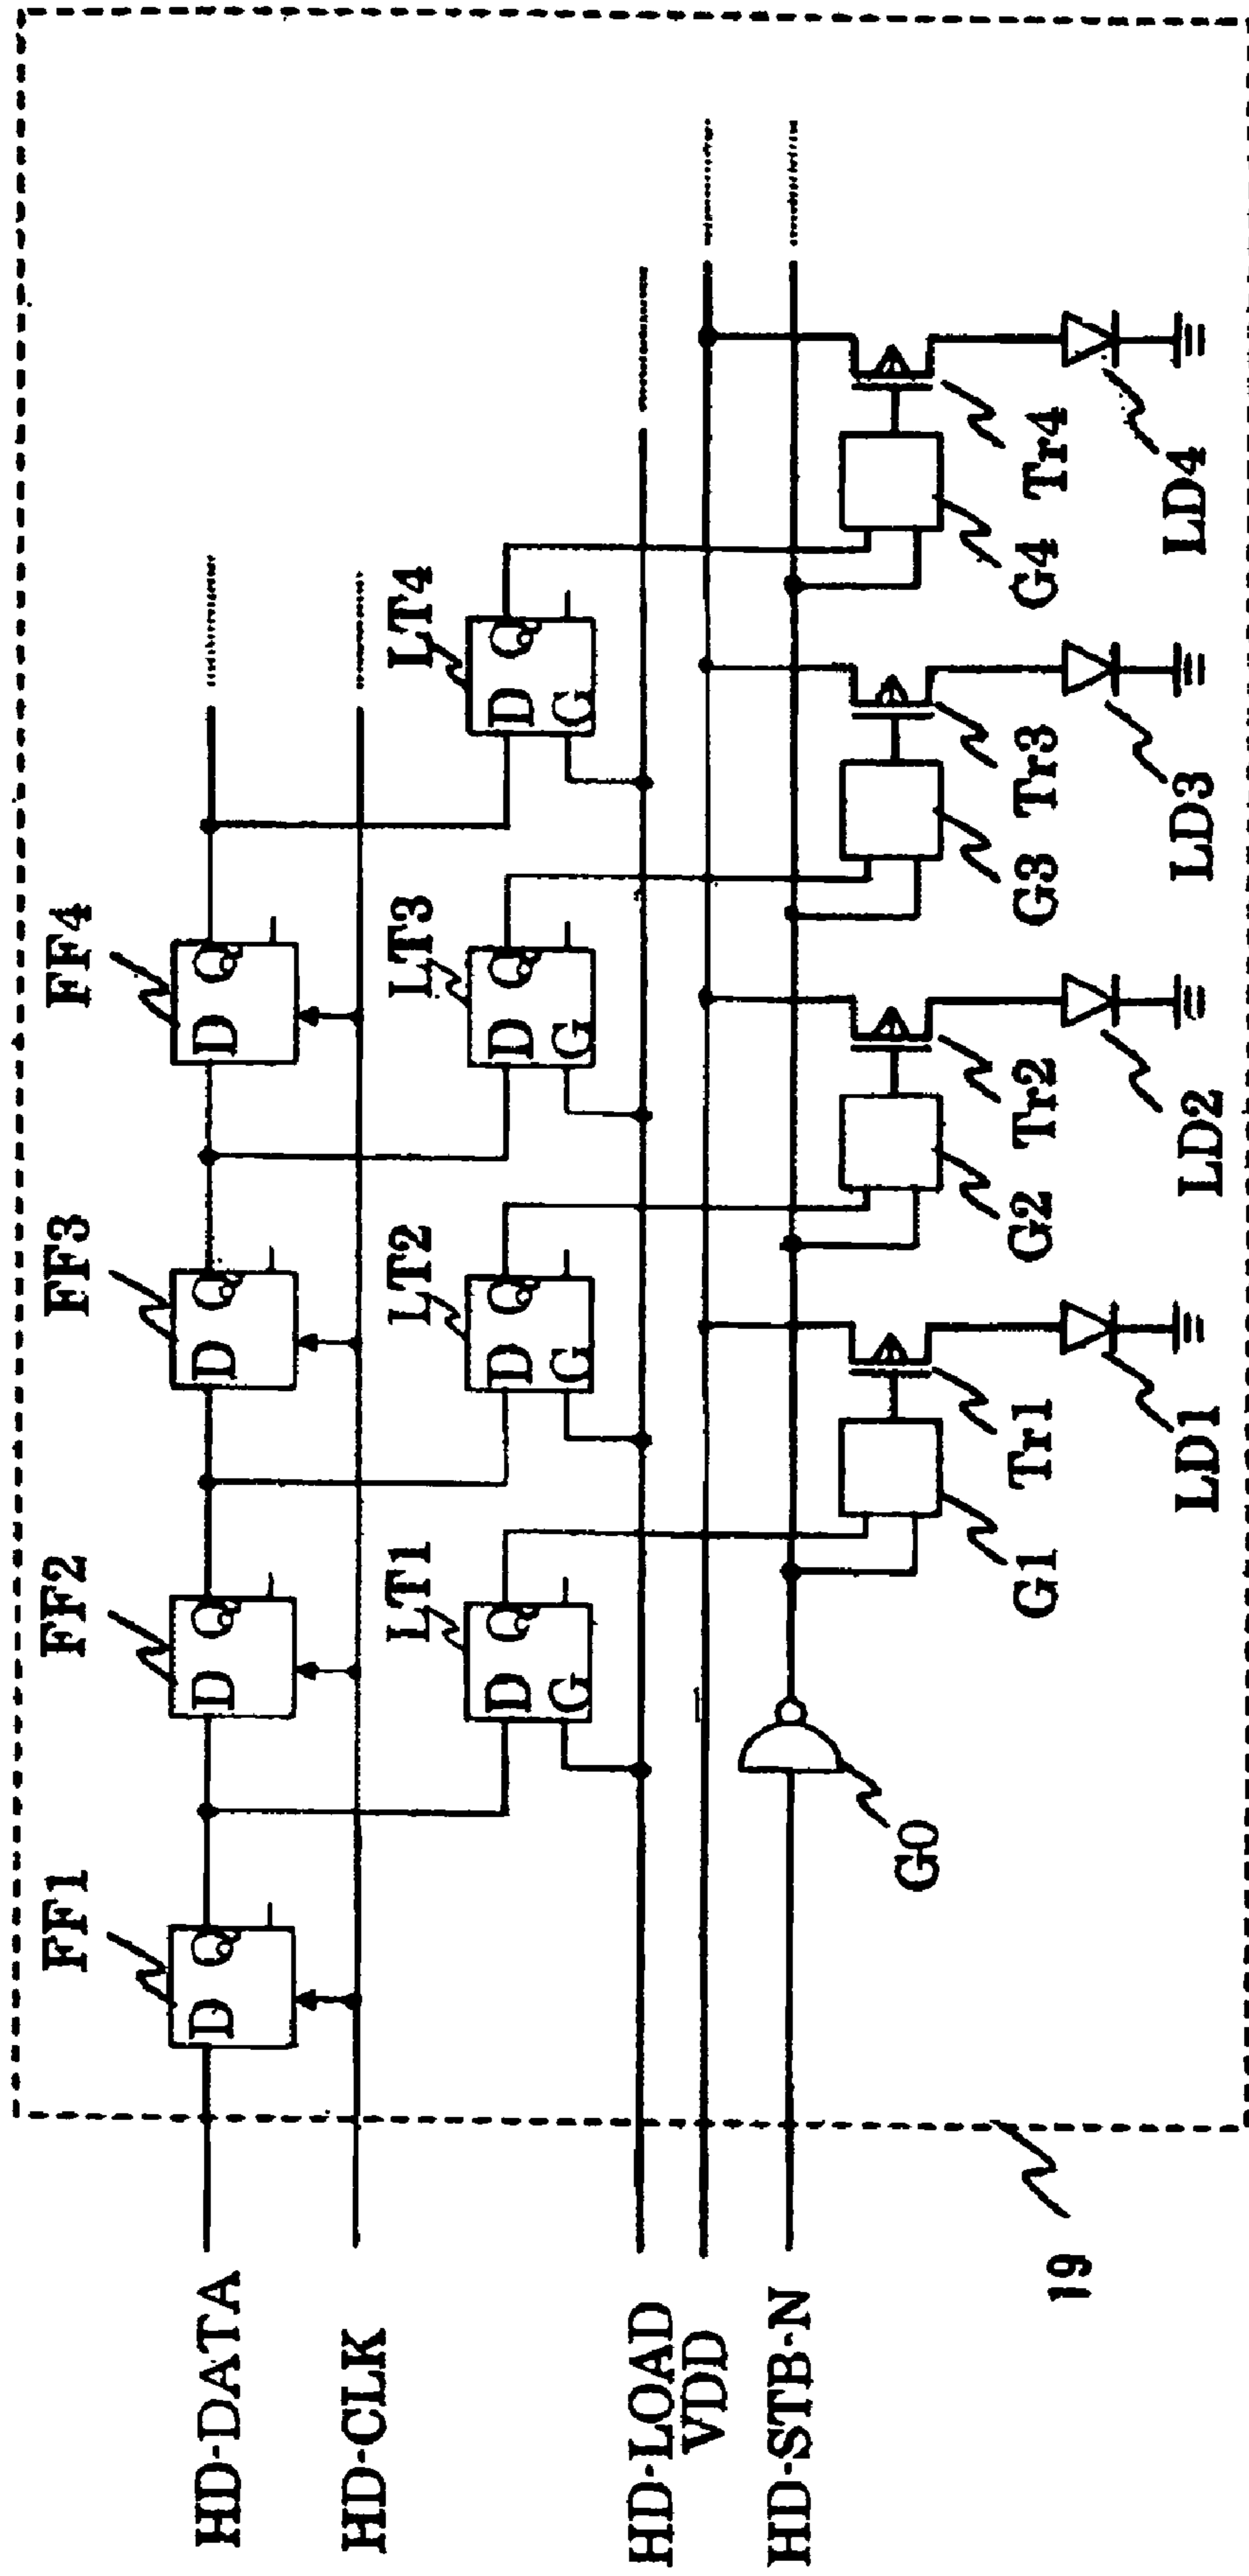 FF1 FF2 FF3 FF4
D Q D Q D Q D Q
HD-DATA
HD-CLK
LT1 LT2 LT3 LT4
D Q D Q D Q D Q
G G G G
HD-LOAD
VDD
HD-STB-N
G0
G1 Tr1 G2 Tr2 G3 Tr3 G4 Tr4
LD1 LD2 LD3 LD4
19